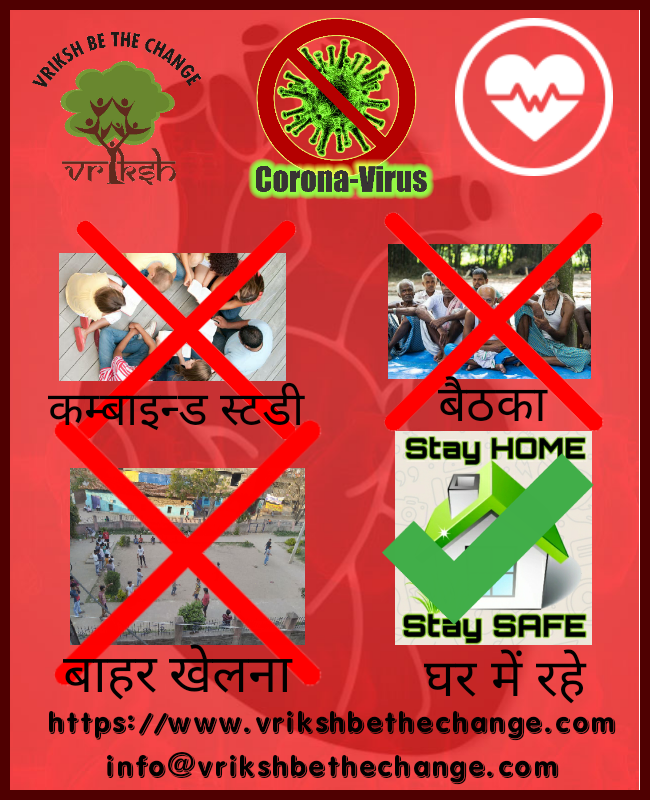 VRIKSH BE THE CHANGE
vriksh
Corona-Virus
कम्बाइन्ड स्टडी
बैठका
Stay HOME
Stay SAFE
बाहर खेलना
घर में रहे
https://www.vrikshbethechange.com
info@vrikshbethechange.com